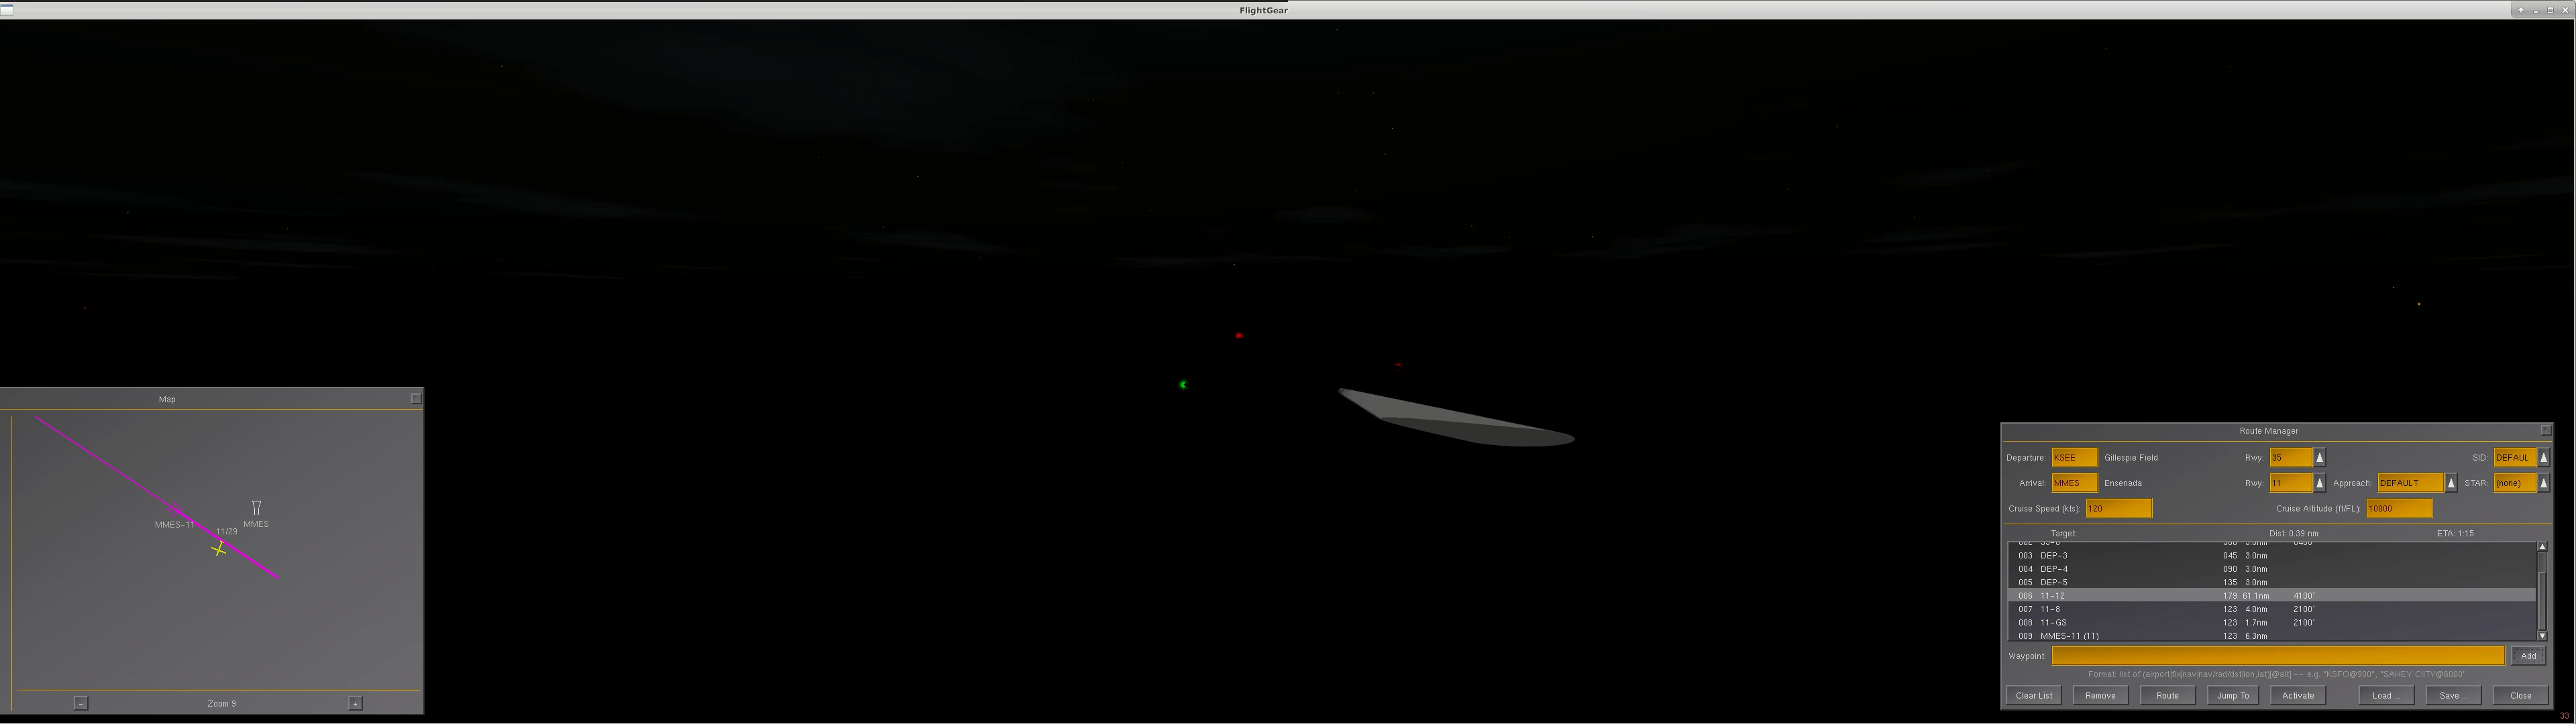 FlightGear
Map
MMES-11
11/29
MMES
- Zoom 9 +
Route Manager
Departure: KSEE Gillespie Field Rwy: 35 SID: DEFAUL
Arrival: MMES Ensenada Rwy: 11 Approach: DEFAULT STAR: (none)
Cruise Speed (kts): 120 Cruise Altitude (ft/FL): 10000
Target: Dist: 0.39 nm ETA: 1:15
003 DEP-3 045 3.0nm
004 DEP-4 090 3.0nm
005 DEP-5 135 3.0nm
006 11-12 179 61.1nm 4100'
007 11-8 123 4.0nm 2100'
008 11-GS 123 1.7nm 2100'
009 MMES-11 (11) 123 6.3nm
Waypoint: Add
Format: list of (airport|fix|nav|nav/rad/dst|lon,lat)[@alt] -- e.g. "KSFO@900", "SAHEY CIITY@6000"
Clear List Remove Route Jump To Activate Load ... Save ... Close
33